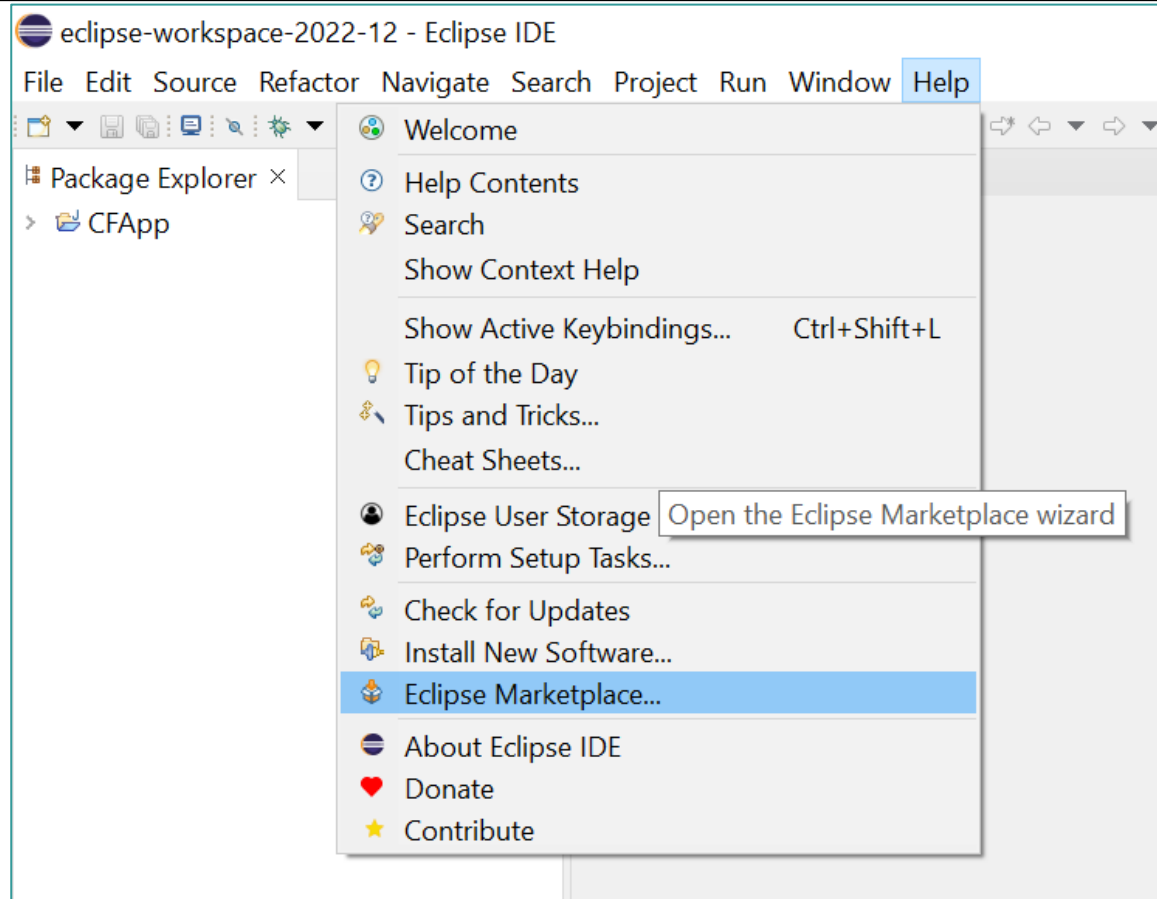 eclipse-workspace-2022-12 - Eclipse IDE
File Edit Source Refactor Navigate Search Project Run Window Help
Package Explorer
CFApp
Welcome
Help Contents
Search
Show Context Help
Show Active Keybindings... Ctrl+Shift+L
Tip of the Day
Tips and Tricks...
Cheat Sheets...
Eclipse User Storage
Open the Eclipse Marketplace wizard
Perform Setup Tasks...
Check for Updates
Install New Software...
Eclipse Marketplace...
About Eclipse IDE
Donate
Contribute